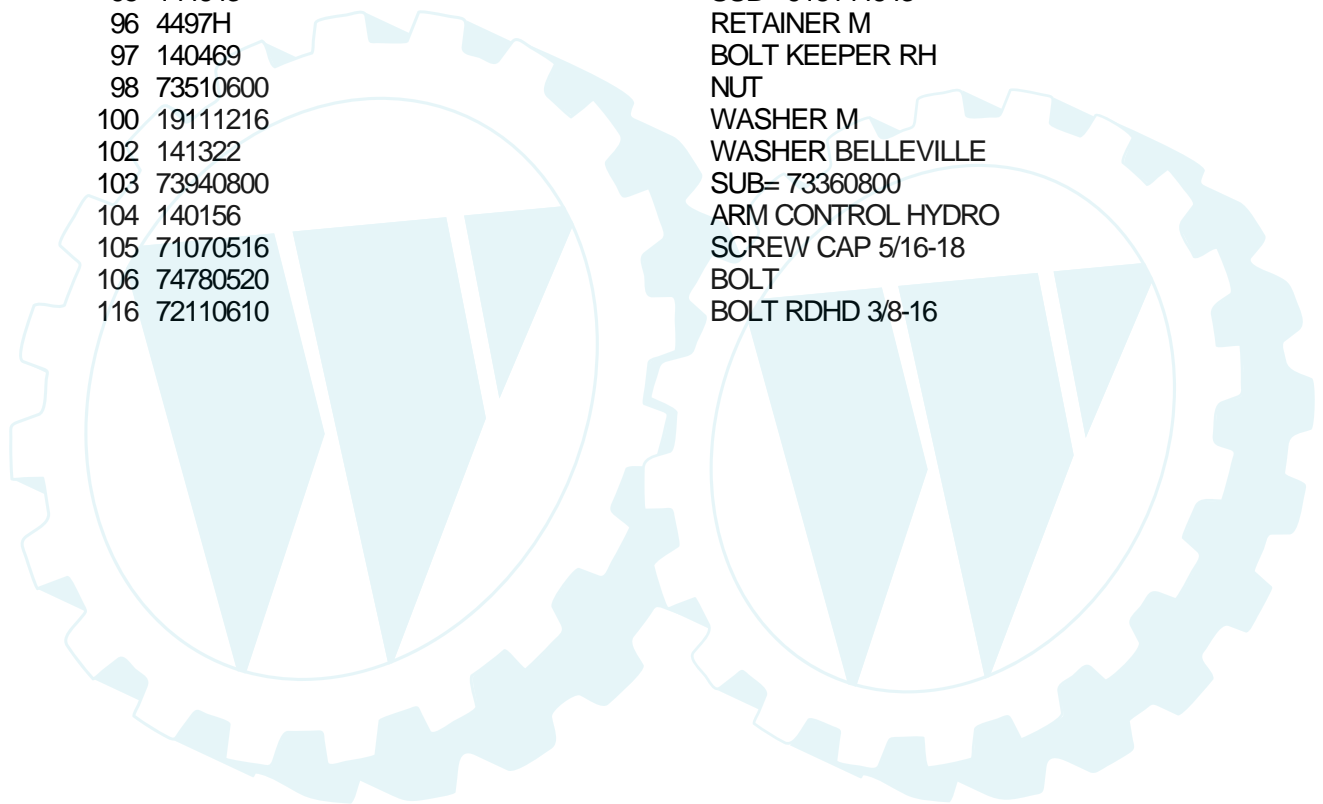 96 4497H RETAINER M
97 140469 BOLT KEEPER RH
98 73510600 NUT
100 19111216 WASHER M
102 141322 WASHER BELLEVILLE
103 73940800 SUB= 73360800
104 140156 ARM CONTROL HYDRO
105 71070516 SCREW CAP 5/16-18
106 74780520 BOLT
116 72110610 BOLT RDHD 3/8-16